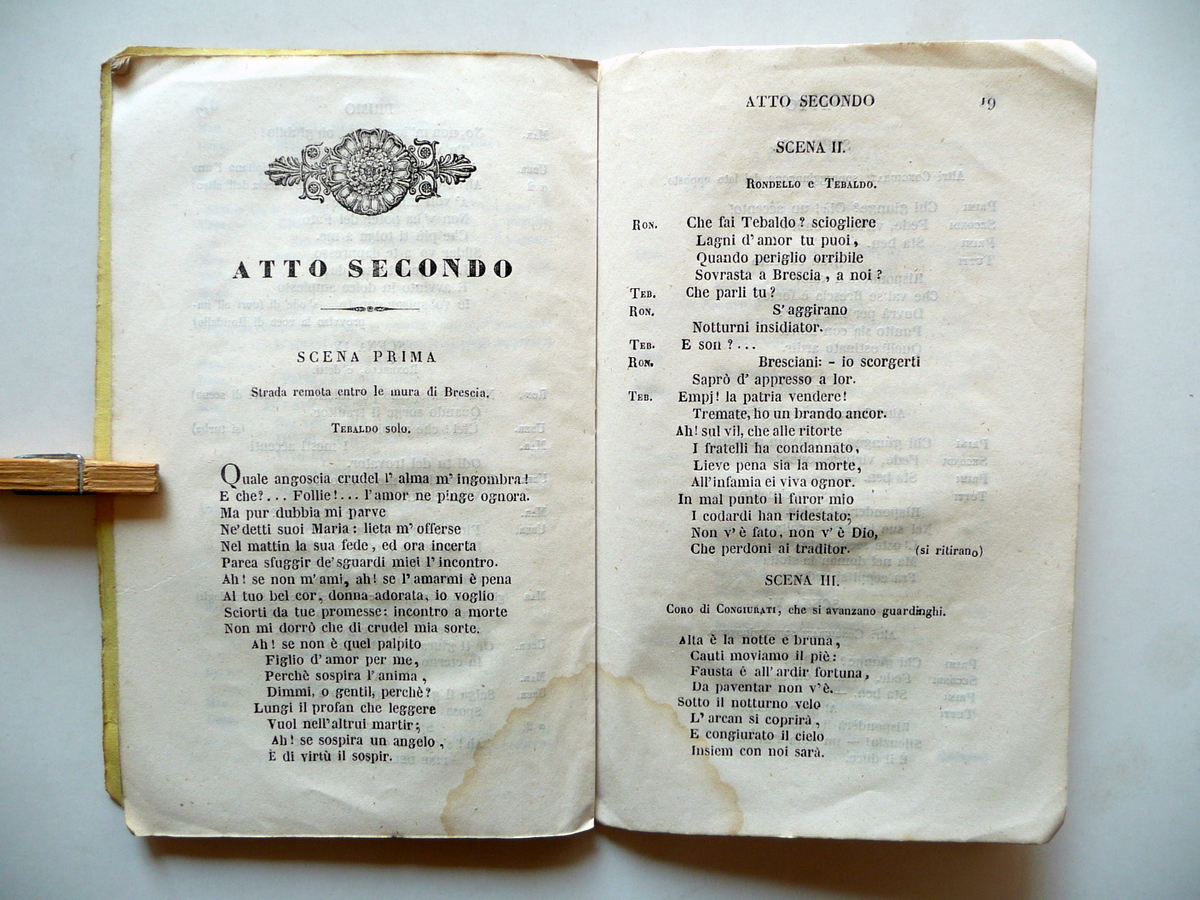 ATTO SECONDO
SCENA PRIMA
Strada remota entro le mura di Brescia.
Tebaldo solo.
Quale angoscia crudel l'alma m'ingombra!
E che?... Follie!... l'amor ne pinge ognora.
Ma pur dubbia mi parve
Ne' detti suoi Maria: lieta m'offerse
Nel mattin la sua fede, ed ora incerta
Parea sfuggir de' sguardi miei l'incontro.
Ah! se non m'ami, ah! se l'amarmi è pena
Al tuo bel cor, donna adorata, io voglio
Sciorti da tue promesse: incontro a morte
Non mi dorrò che di crudel mia sorte.
Ah! se non è quel palpito
Figlio d'amor per me,
Perchè sospira l'anima,
Dimmi, o gentil, perchè?
Lungi il profan che leggere
Vuol nell'altrui martir;
Ah! se sospira un angelo,
È di virtù il sospir.
ATTO SECONDO 19
SCENA II.
Rondello e Tebaldo.
Ron. Che fai Tebaldo? sciogliere
Lagni d'amor tu puoi,
Quando periglio orribile
Sovrasta a Brescia, a noi?
Teb. Che parli tu?
Ron. S'aggirano
Notturni insidiator.
Teb. E son?...
Ron. Bresciani: - io scorgerti
Saprò d'appresso a lor.
Teb. Empj! la patria vendere!
Tremate, ho un brando ancor.
Ah! sul vil, che alle ritorte
I fratelli ha condannato,
Lieve pena sia la morte,
All'infamia ei viva ognor.
In mal punto il furor mio
I codardi han ridestato;
Non v'è fato, non v'è Dio,
Che perdoni ai traditor. (si ritirano)
SCENA III.
Coro di Congiurati, che si avanzano guardinghi.
Alta è la notte e bruna,
Cauti moviamo il piè:
Fausta é all'ardir fortuna,
Da paventar non v'è.
Sotto il notturno velo
L'arcan si coprirà,
E congiurato il cielo
Insiem con noi sarà.